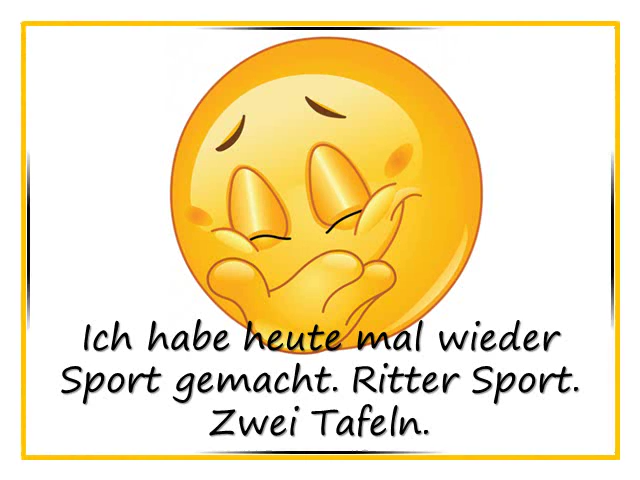 Ich habe heute mal wieder
Sport gemacht. Ritter Sport.
Zwei Tafeln.